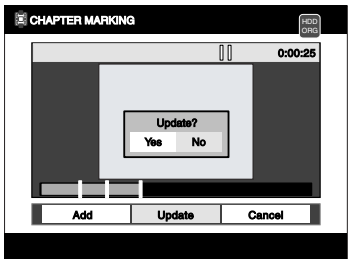 CHAPTER MARKING
HDD
ORG
0:00:25
Update?
Yes No
Add Update Cancel